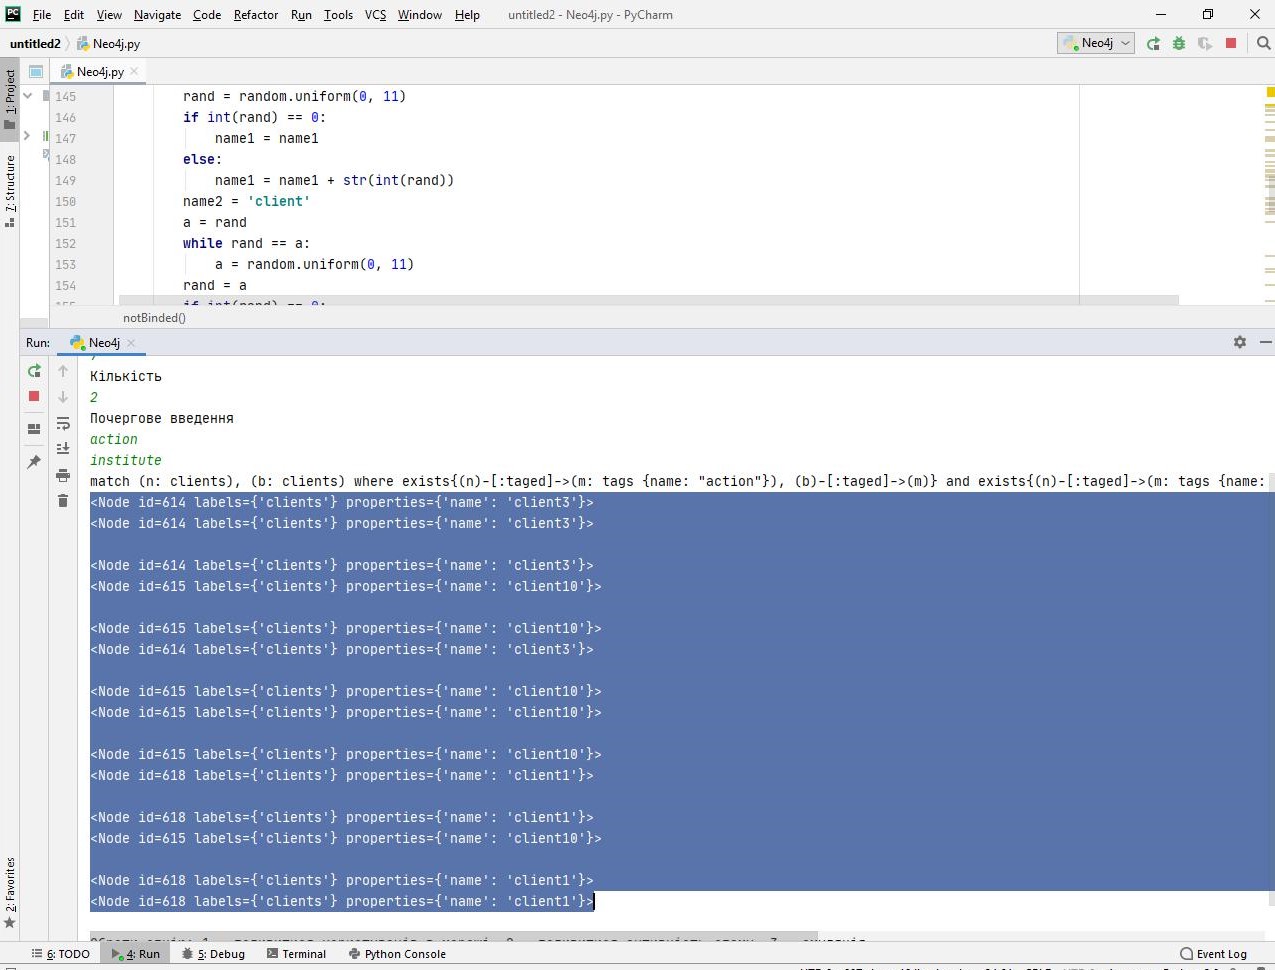 File Edit View Navigate Code Refactor Run Tools VCS Window Help untitled2 - Neo4j.py - PyCharm
untitled2 Neo4j.py Neo4j
1: Project
7: Structure
2: Favorites
Neo4j.py
145 rand = random.uniform(0, 11)
146 if int(rand) == 0:
147 name1 = name1
148 else:
149 name1 = name1 + str(int(rand))
150 name2 = 'client'
151 a = rand
152 while rand == a:
153 a = random.uniform(0, 11)
154 rand = a
155 if int(rand) == 0:
notBinded()
Run: Neo4j
Кількість
2
Почергове введення
action
institute
match (n: clients), (b: clients) where exists{(n)-[:taged]->(m: tags {name: "action"}), (b)-[:taged]->(m)} and exists{(n)-[:taged]->(m: tags {name:
<Node id=614 labels={'clients'} properties={'name': 'client3'}>
<Node id=614 labels={'clients'} properties={'name': 'client3'}>
<Node id=614 labels={'clients'} properties={'name': 'client3'}>
<Node id=615 labels={'clients'} properties={'name': 'client10'}>
<Node id=615 labels={'clients'} properties={'name': 'client10'}>
<Node id=614 labels={'clients'} properties={'name': 'client3'}>
<Node id=615 labels={'clients'} properties={'name': 'client10'}>
<Node id=615 labels={'clients'} properties={'name': 'client10'}>
<Node id=615 labels={'clients'} properties={'name': 'client10'}>
<Node id=618 labels={'clients'} properties={'name': 'client1'}>
<Node id=618 labels={'clients'} properties={'name': 'client1'}>
<Node id=615 labels={'clients'} properties={'name': 'client10'}>
<Node id=618 labels={'clients'} properties={'name': 'client1'}>
<Node id=618 labels={'clients'} properties={'name': 'client1'}>
6: TODO 4: Run 5: Debug Terminal Python Console Event Log